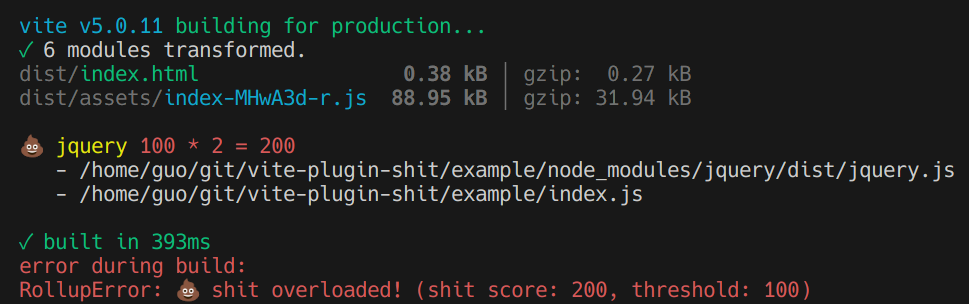 vite v5.0.11 building for production...
✓ 6 modules transformed.
dist/index.html                  0.38 kB │ gzip:  0.27 kB
dist/assets/index-MHwA3d-r.js  88.95 kB │ gzip: 31.94 kB
💩 jquery 100 * 2 = 200
- /home/guo/git/vite-plugin-shit/example/node_modules/jquery/dist/jquery.js
- /home/guo/git/vite-plugin-shit/example/index.js
✓ built in 393ms
error during build:
RollupError: 💩 shit overloaded! (shit score: 200, threshold: 100)